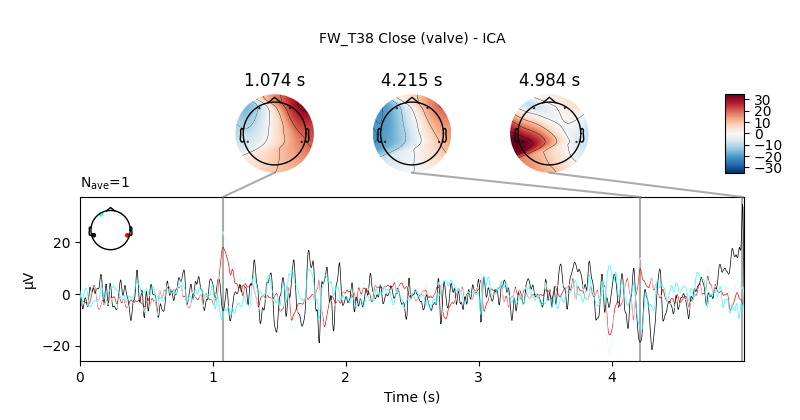 FW_T38 Close (valve) - ICA
1.074 s
4.215 s
4.984 s
30
20
10
0
−10
−20
−30
Nave=1
20
0
−20
µV
0
1
2
3
4
Time (s)